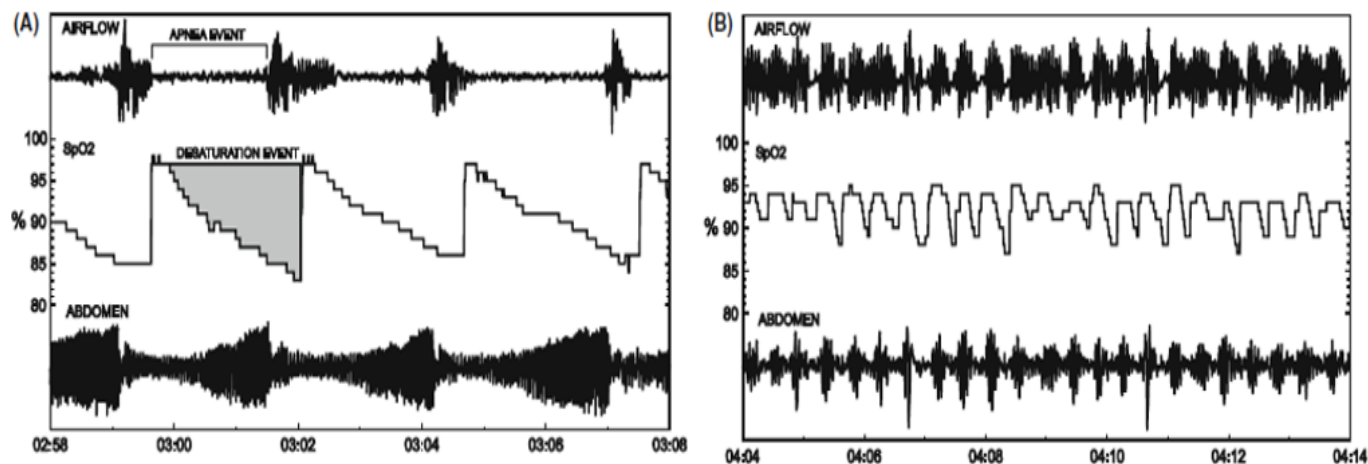 (A)
AIRFLOW
APNEA EVENT
100
SpO2
DESATURATION EVENT
95
%
90
85
80
ABDOMEN
02:58 03:00 03:02 03:04 03:06 03:08
(B)
AIRFLOW
100
SpO2
95
%
90
85
80
ABDOMEN
04:04 04:06 04:08 04:10 04:12 04:14